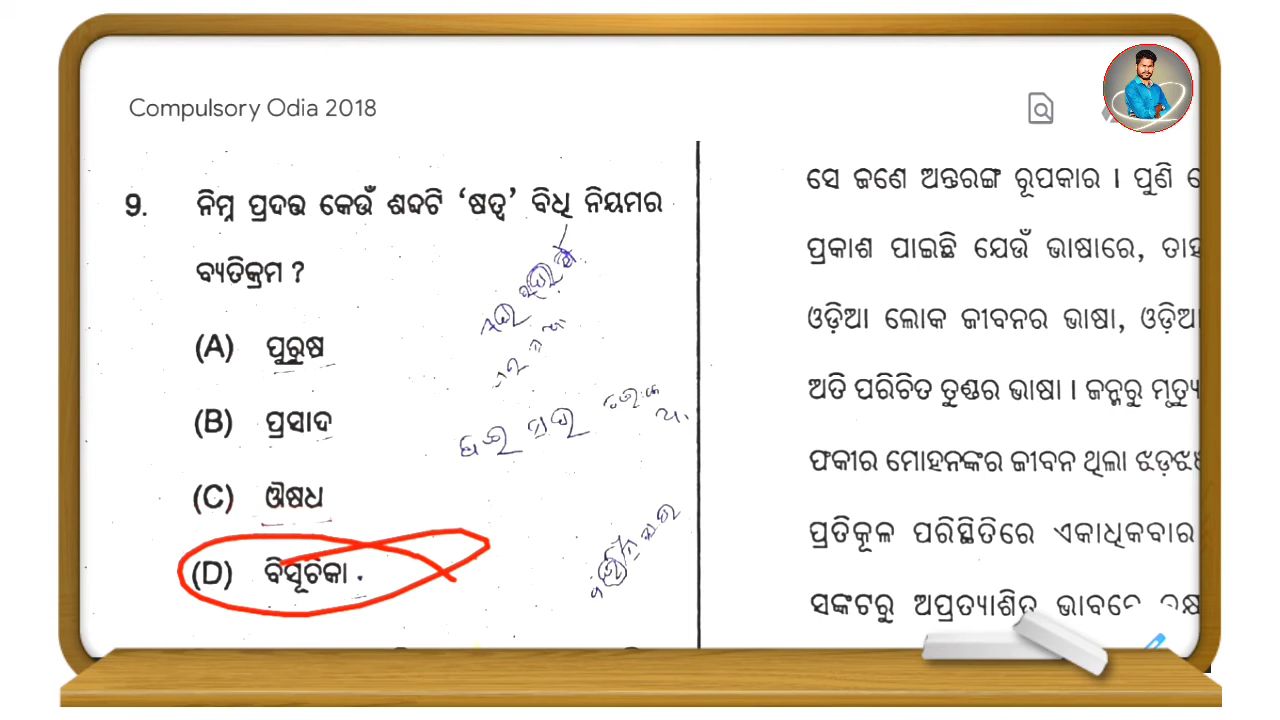 Compulsory Odia 2018
9. ନିମ୍ନ ପ୍ରଦତ୍ତ କେଉଁ ଶବ୍ଦଟି ‘ଷତ୍ୱ’ ବିଧି ନିୟମର
ବ୍ୟତିକ୍ରମ ?
(A) ପୁରୁଷ
(B) ପ୍ରସାଦ
(C) ଔଷଧ
(D) ବିସୂଚିକା
ସେ ଜଣେ ଅନ୍ତରଙ୍ଗ ରୂପକାର । ପୁଣି
ପ୍ରକାଶ ପାଇଛି ଯେଉଁ ଭାଷାରେ,
ଓଡ଼ିଆ ଲୋକ ଜୀବନର ଭାଷା, ଓଡ଼ିଆ
ଅତି ପରିଚିତ ତୁଣ୍ଡର ଭାଷା । ଜନ୍ମରୁ ମୃତ୍ୟୁ
ଫକୀର ମୋହନଙ୍କର ଜୀବନ ଥିଲା
ପ୍ରତିକୂଳ ପରିସ୍ଥିତିରେ ଏକାଧିକବାର
ସଙ୍କଟରୁ ଅପ୍ରତ୍ୟାଶିତ